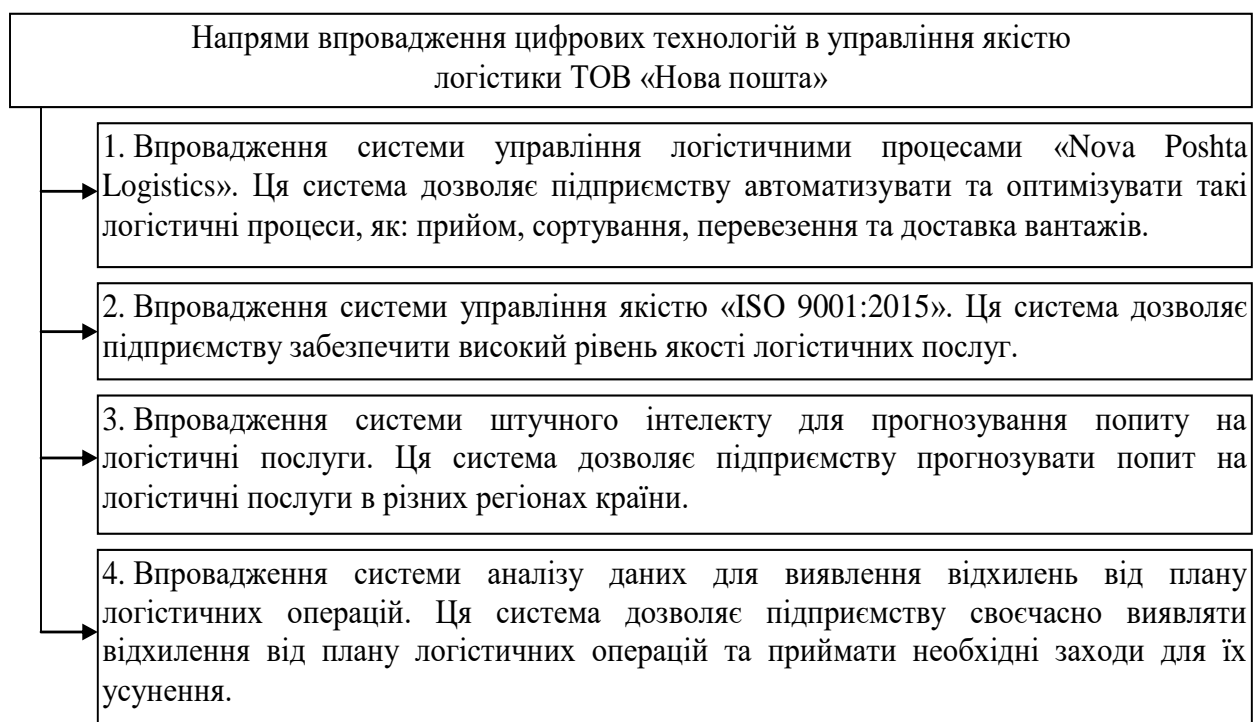 Напрями впровадження цифрових технологій в управління якістю
логістики ТОВ «Нова пошта»
1. Впровадження системи управління логістичними процесами «Nova Poshta
Logistics». Ця система дозволяє підприємству автоматизувати та оптимізувати такі
логістичні процеси, як: прийом, сортування, перевезення та доставка вантажів.
2. Впровадження системи управління якістю «ISO 9001:2015». Ця система дозволяє
підприємству забезпечити високий рівень якості логістичних послуг.
3. Впровадження системи штучного інтелекту для прогнозування попиту на
логістичні послуги. Ця система дозволяє підприємству прогнозувати попит на
логістичні послуги в різних регіонах країни.
4. Впровадження системи аналізу даних для виявлення відхилень від плану
логістичних операцій. Ця система дозволяє підприємству своєчасно виявляти
відхилення від плану логістичних операцій та приймати необхідні заходи для їх
усунення.